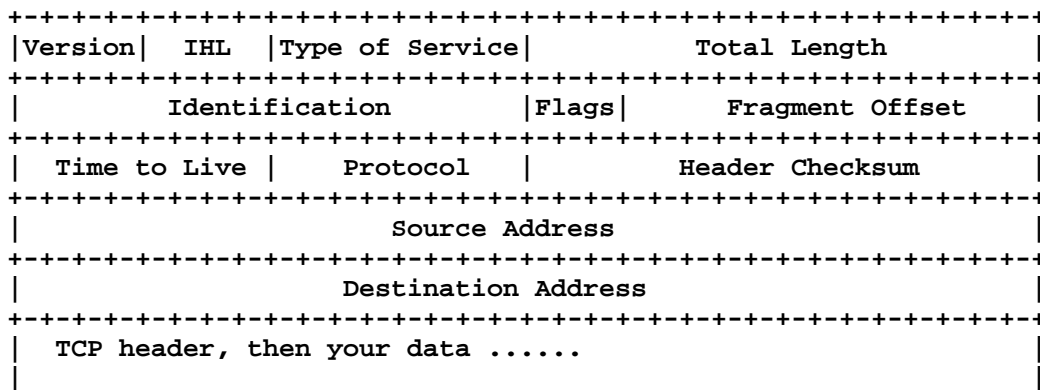 +-+-+-+-+-+-+-+-+-+-+-+-+-+-+-+-+-+-+-+-+-+-+-+-+-+-+-+-+-+-+-+-+
|Version|  IHL  |Type of Service|          Total Length         |
+-+-+-+-+-+-+-+-+-+-+-+-+-+-+-+-+-+-+-+-+-+-+-+-+-+-+-+-+-+-+-+-+
|         Identification        |Flags|      Fragment Offset    |
+-+-+-+-+-+-+-+-+-+-+-+-+-+-+-+-+-+-+-+-+-+-+-+-+-+-+-+-+-+-+-+-+
|  Time to Live |    Protocol   |         Header Checksum       |
+-+-+-+-+-+-+-+-+-+-+-+-+-+-+-+-+-+-+-+-+-+-+-+-+-+-+-+-+-+-+-+-+
|                       Source Address                          |
+-+-+-+-+-+-+-+-+-+-+-+-+-+-+-+-+-+-+-+-+-+-+-+-+-+-+-+-+-+-+-+-+
|                    Destination Address                        |
+-+-+-+-+-+-+-+-+-+-+-+-+-+-+-+-+-+-+-+-+-+-+-+-+-+-+-+-+-+-+-+-+
|  TCP header, then your data ......                            |
|                                                               |